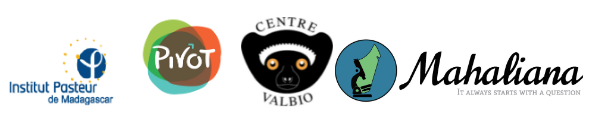 Institut Pasteur
de Madagascar
PIVOT
CENTRE
VALBIO
Mahaliana
IT ALWAYS STARTS WITH A QUESTION